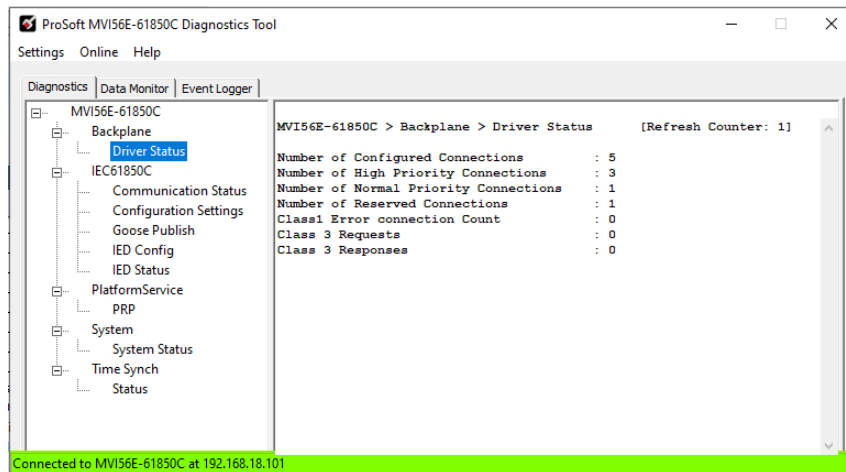 ProSoft MVI56E-61850C Diagnostics Tool
Settings Online Help
Diagnostics Data Monitor Event Logger
MVI56E-61850C
Backplane
Driver Status
IEC61850C
Communication Status
Configuration Settings
Goose Publish
IED Config
IED Status
PlatformService
PRP
System
System Status
Time Synch
Status
MVI56E-61850C > Backplane > Driver Status [Refresh Counter: 1]
Number of Configured Connections : 5
Number of High Priority Connections : 3
Number of Normal Priority Connections : 1
Number of Reserved Connections : 1
Class1 Error connection Count : 0
Class 3 Requests : 0
Class 3 Responses : 0
Connected to MVI56E-61850C at 192.168.18.101